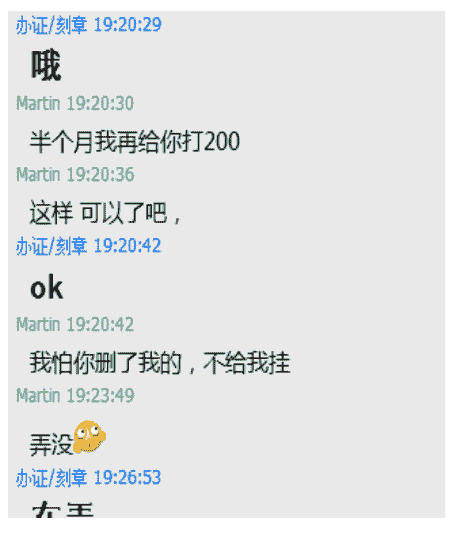 办证/刻章 19:20:29
哦
Martin 19:20:30
半个月我再给你打200
Martin 19:20:36
这样 可以了吧，
办证/刻章 19:20:42
ok
Martin 19:20:42
我怕你删了我的，不给我挂
Martin 19:23:49
弄没
办证/刻章 19:26:53
在弄